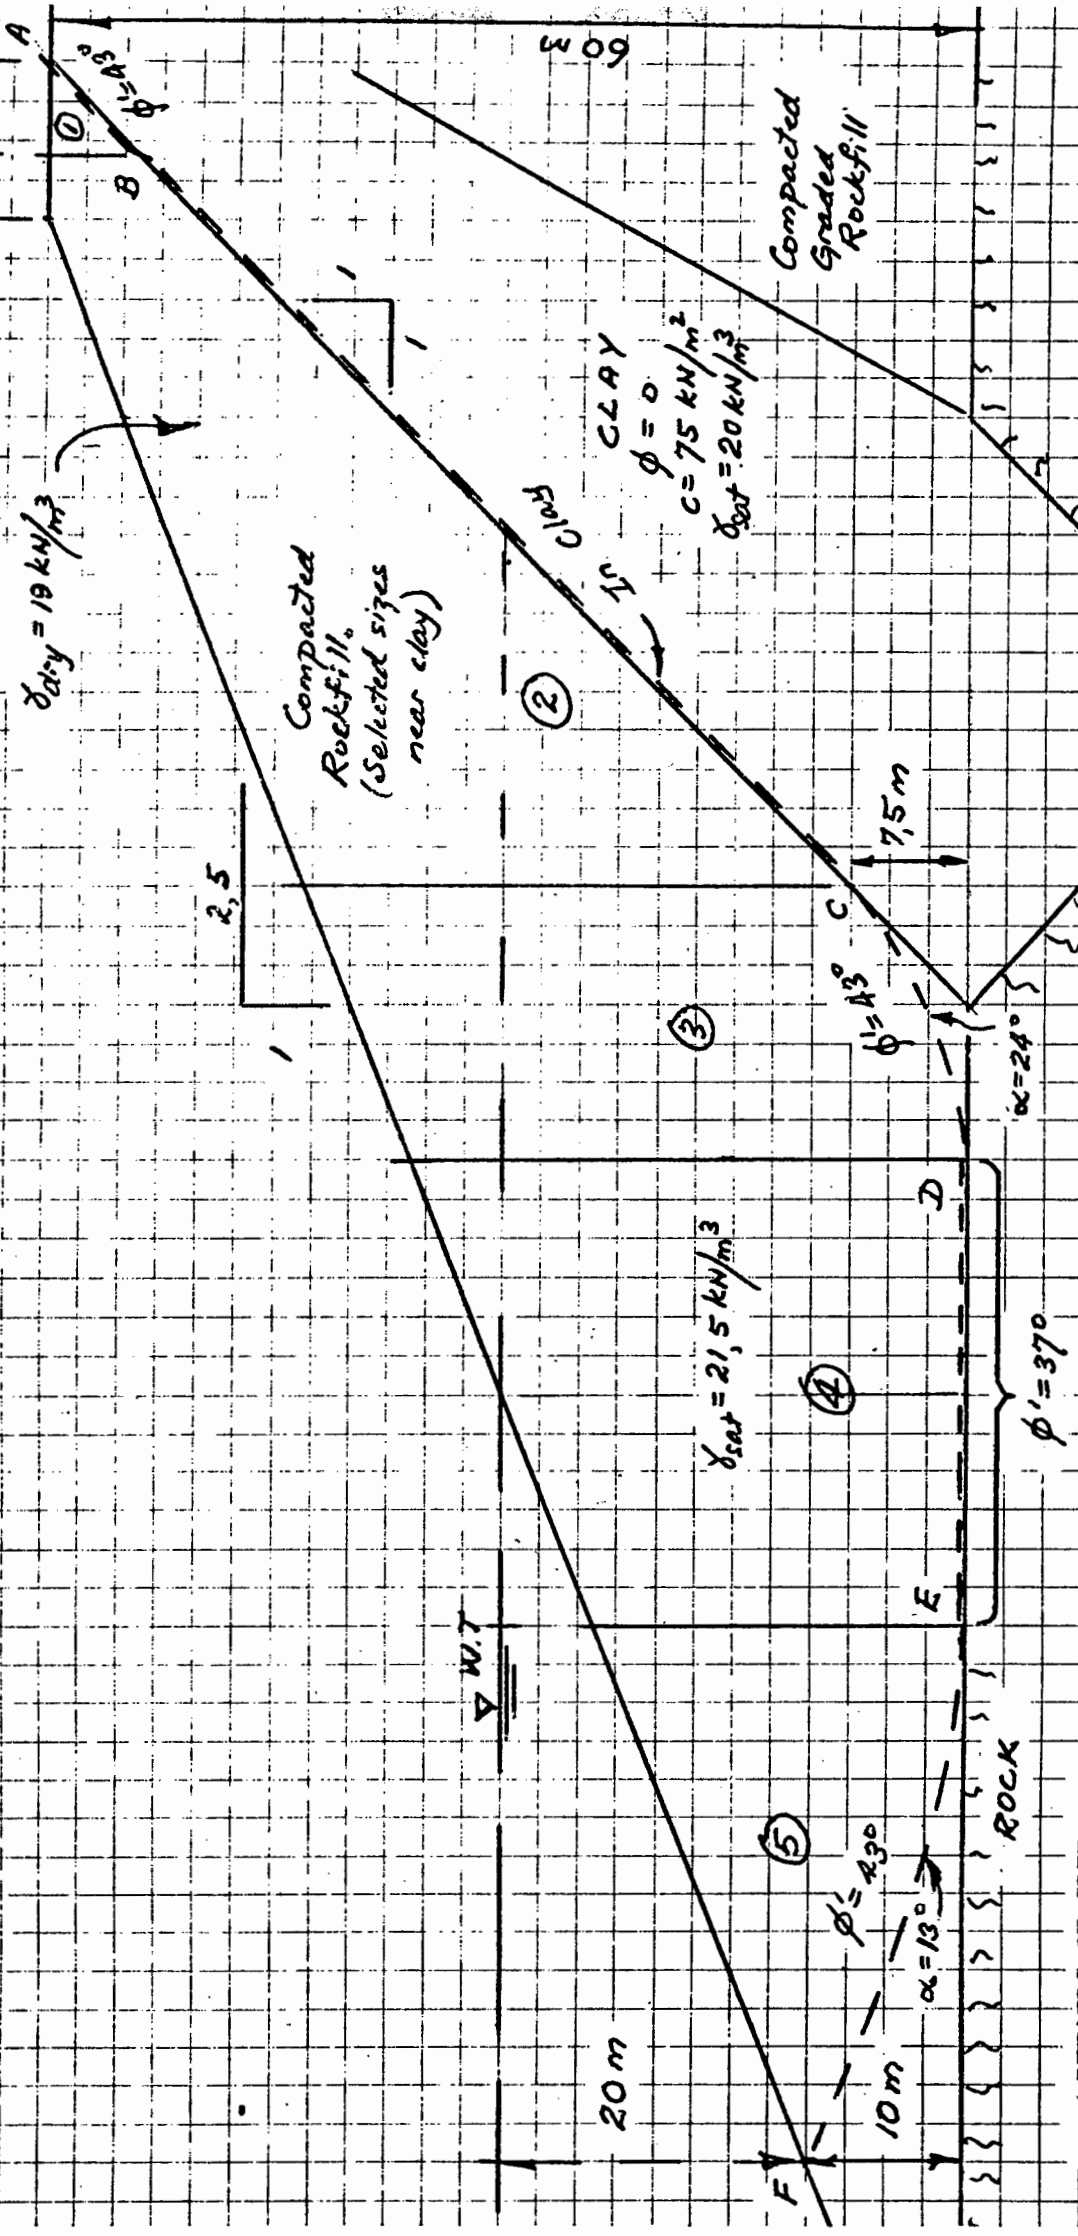 A
①
φ'=43°
B
60 m
γdry = 19 kN/m³
1
1
Compacted
Rockfill.
(Selected sizes
near clay)
CLAY
φ = 0
c = 75 kN/m²
γsat = 20 kN/m³
Compacted
Graded
Rockfill
Clay
②
2,5
1
C
7,5 m
③
φ'=43°
α=24°
D
γsat = 21,5 kN/m³
④
φ' = 37°
E
W.T
⑤
φ' = 43°
α=13°
ROCK
20 m
10 m
F